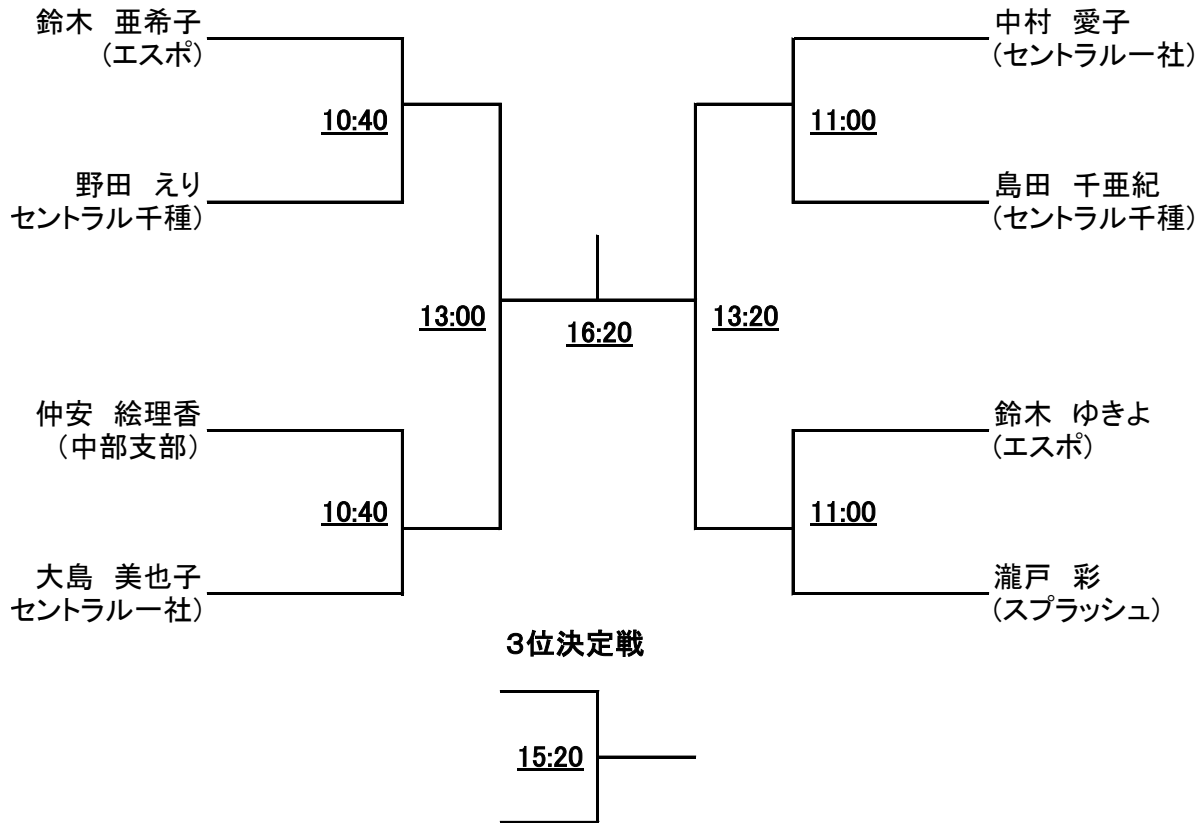 鈴木　亜希子
(エスポ)
10:40
野田　えり
セントラル千種)
13:00
仲安　絵理香
(中部支部)
10:40
大島　美也子
セントラル一社)
16:20
中村　愛子
(セントラル一社)
11:00
島田　千亜紀
(セントラル千種)
13:20
鈴木　ゆきよ
(エスポ)
11:00
瀧戸　彩
(スプラッシュ)
３位決定戦
15:20